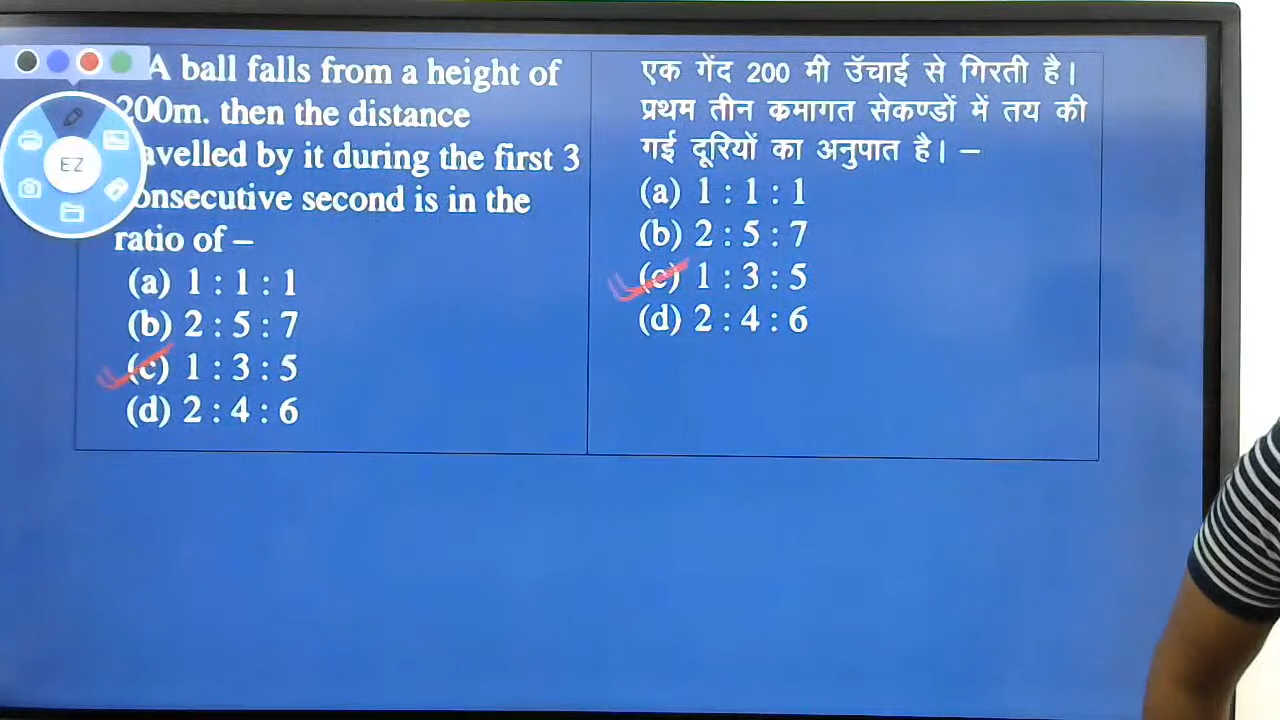 A ball falls from a height of
200m. then the distance
avelled by it during the first 3
onsecutive second is in the
ratio of –
(a) 1 : 1 : 1
(b) 2 : 5 : 7
(c) 1 : 3 : 5
(d) 2 : 4 : 6
एक गेंद 200 मी उॅचाई से गिरती है।
प्रथम तीन कमागत सेकण्डों में तय की
गई दूरियों का अनुपात है। –
(a) 1 : 1 : 1
(b) 2 : 5 : 7
(c) 1 : 3 : 5
(d) 2 : 4 : 6
EZ